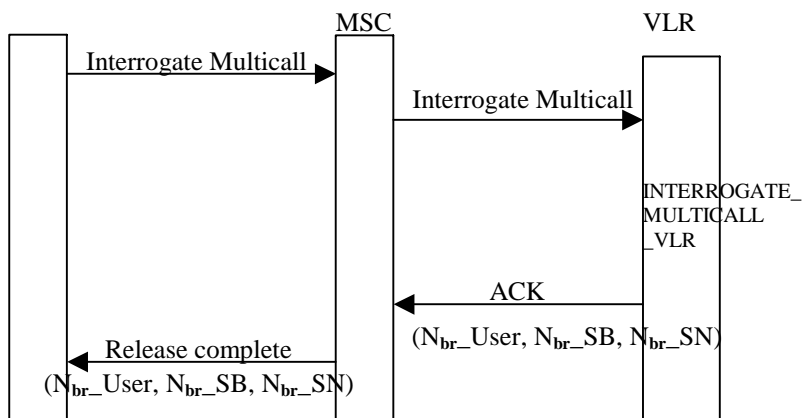 MSC
VLR
Interrogate Multicall
Interrogate Multicall
INTERROGATE_
MULTICALL
_VLR
ACK
(Nbr_User, Nbr_SB, Nbr_SN)
Release complete
(Nbr_User, Nbr_SB, Nbr_SN)